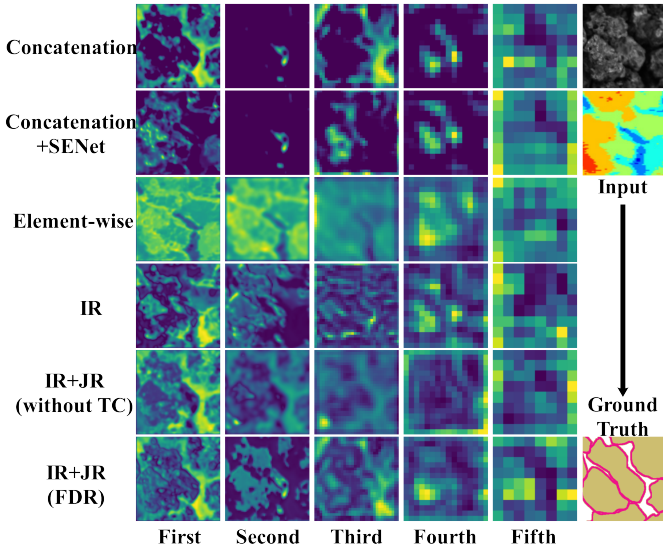 Concatenation
Concatenation
+SENet
Input
Element-wise
IR
IR+JR
(without TC)
Ground
Truth
IR+JR
(FDR)
First Second Third Fourth Fifth